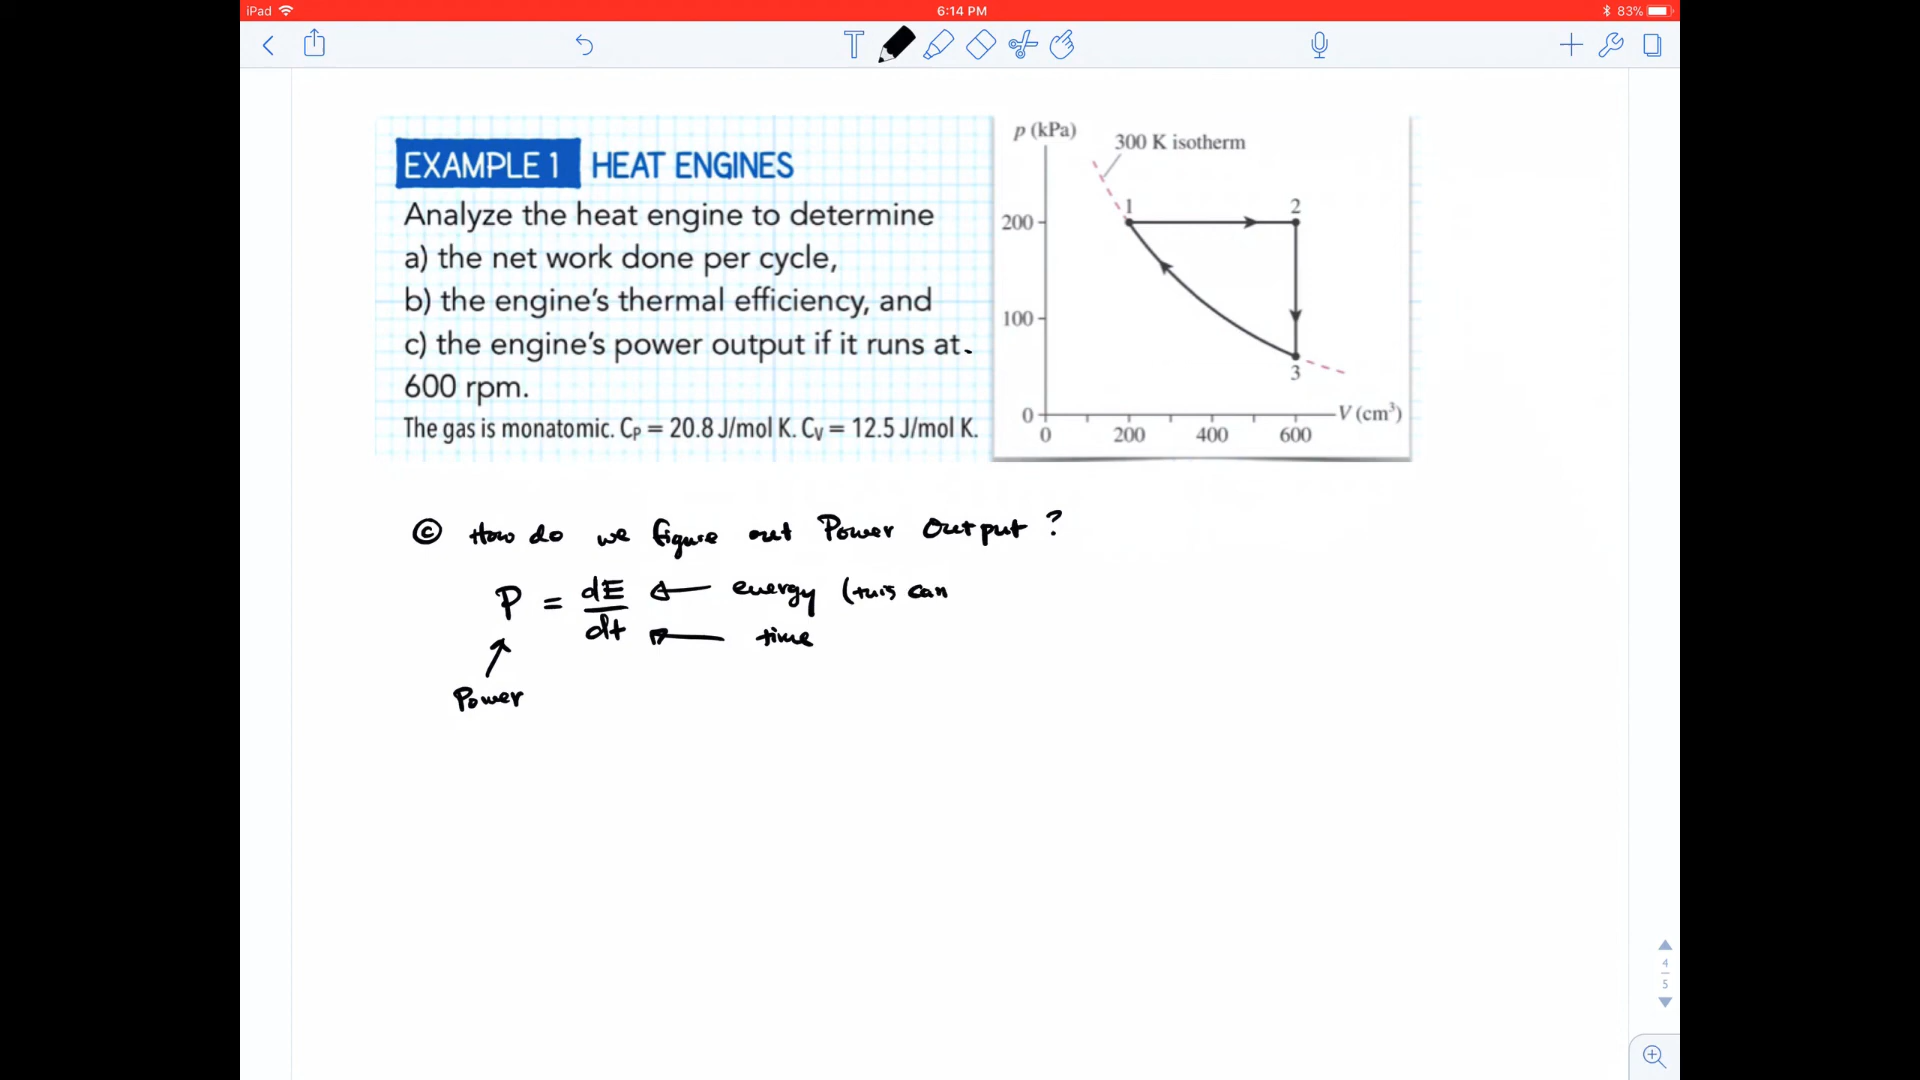 iPad
6:14 PM
83%
T
EXAMPLE 1 HEAT ENGINES
Analyze the heat engine to determine
a) the net work done per cycle,
b) the engine's thermal efficiency, and
c) the engine's power output if it runs at
600 rpm.
The gas is monatomic. CP = 20.8 J/mol K. CV = 12.5 J/mol K.
p (kPa)
300 K isotherm
1
2
200
100
3
0
V (cm³)
0 200 400 600
© How do we figure out Power Output?
P = dE/dt
energy (this can
time
Power
4
5